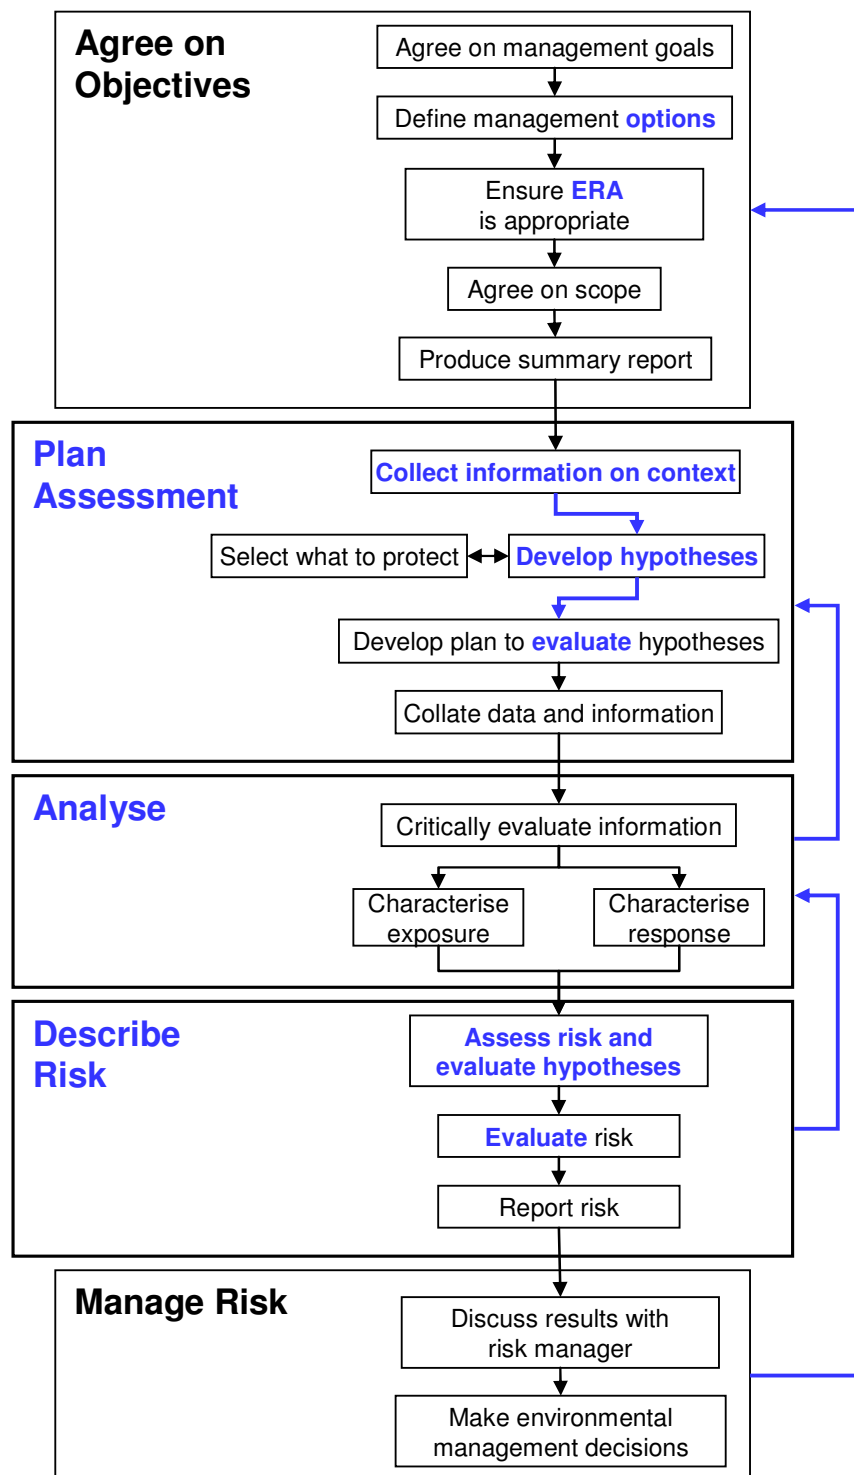 Agree on
Objectives
Agree on management goals
Define management options
Ensure ERA
is appropriate
Agree on scope
Produce summary report
Plan
Assessment
Collect information on context
Select what to protect
Develop hypotheses
Develop plan to evaluate hypotheses
Collate data and information
Analyse
Critically evaluate information
Characterise
exposure
Characterise
response
Describe
Risk
Assess risk and
evaluate hypotheses
Evaluate risk
Report risk
Manage Risk
Discuss results with
risk manager
Make environmental
management decisions